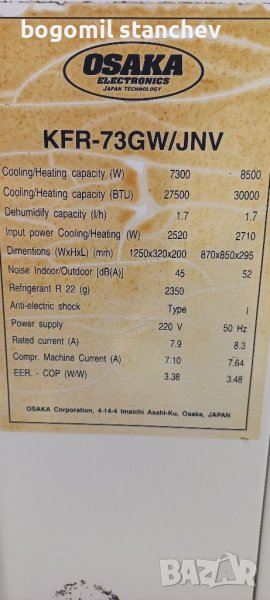 bogomil stanchev
OSAKA
ELECTRONICS
JAPAN TECHNOLOGY
KFR-73GW/JNV
Cooling/Heating capacity (W) 7300 8500
Cooling/Heating capacity (BTU) 27500 30000
Dehumidify capacity (l/h) 1.7 1.7
Input power Cooling/Heating (W) 2520 2710
Dimentions (WxHxL) (mm) 1250x320x200 870x850x295
Noise Indoor/Outdoor [dB(A)] 45 52
Refrigerant R 22 (g) 2350
Anti-electric shock Type I
Power supply 220 V 50 Hz
Rated current (A) 7.9 8.3
Compr. Machine Current (A) 7.10 7.64
EER. - COP (W/W) 3.38 3.48
OSAKA Corporation, 4-14-4 Imaichi Asahi-Ku, Osaka, JAPAN
bazar.bg